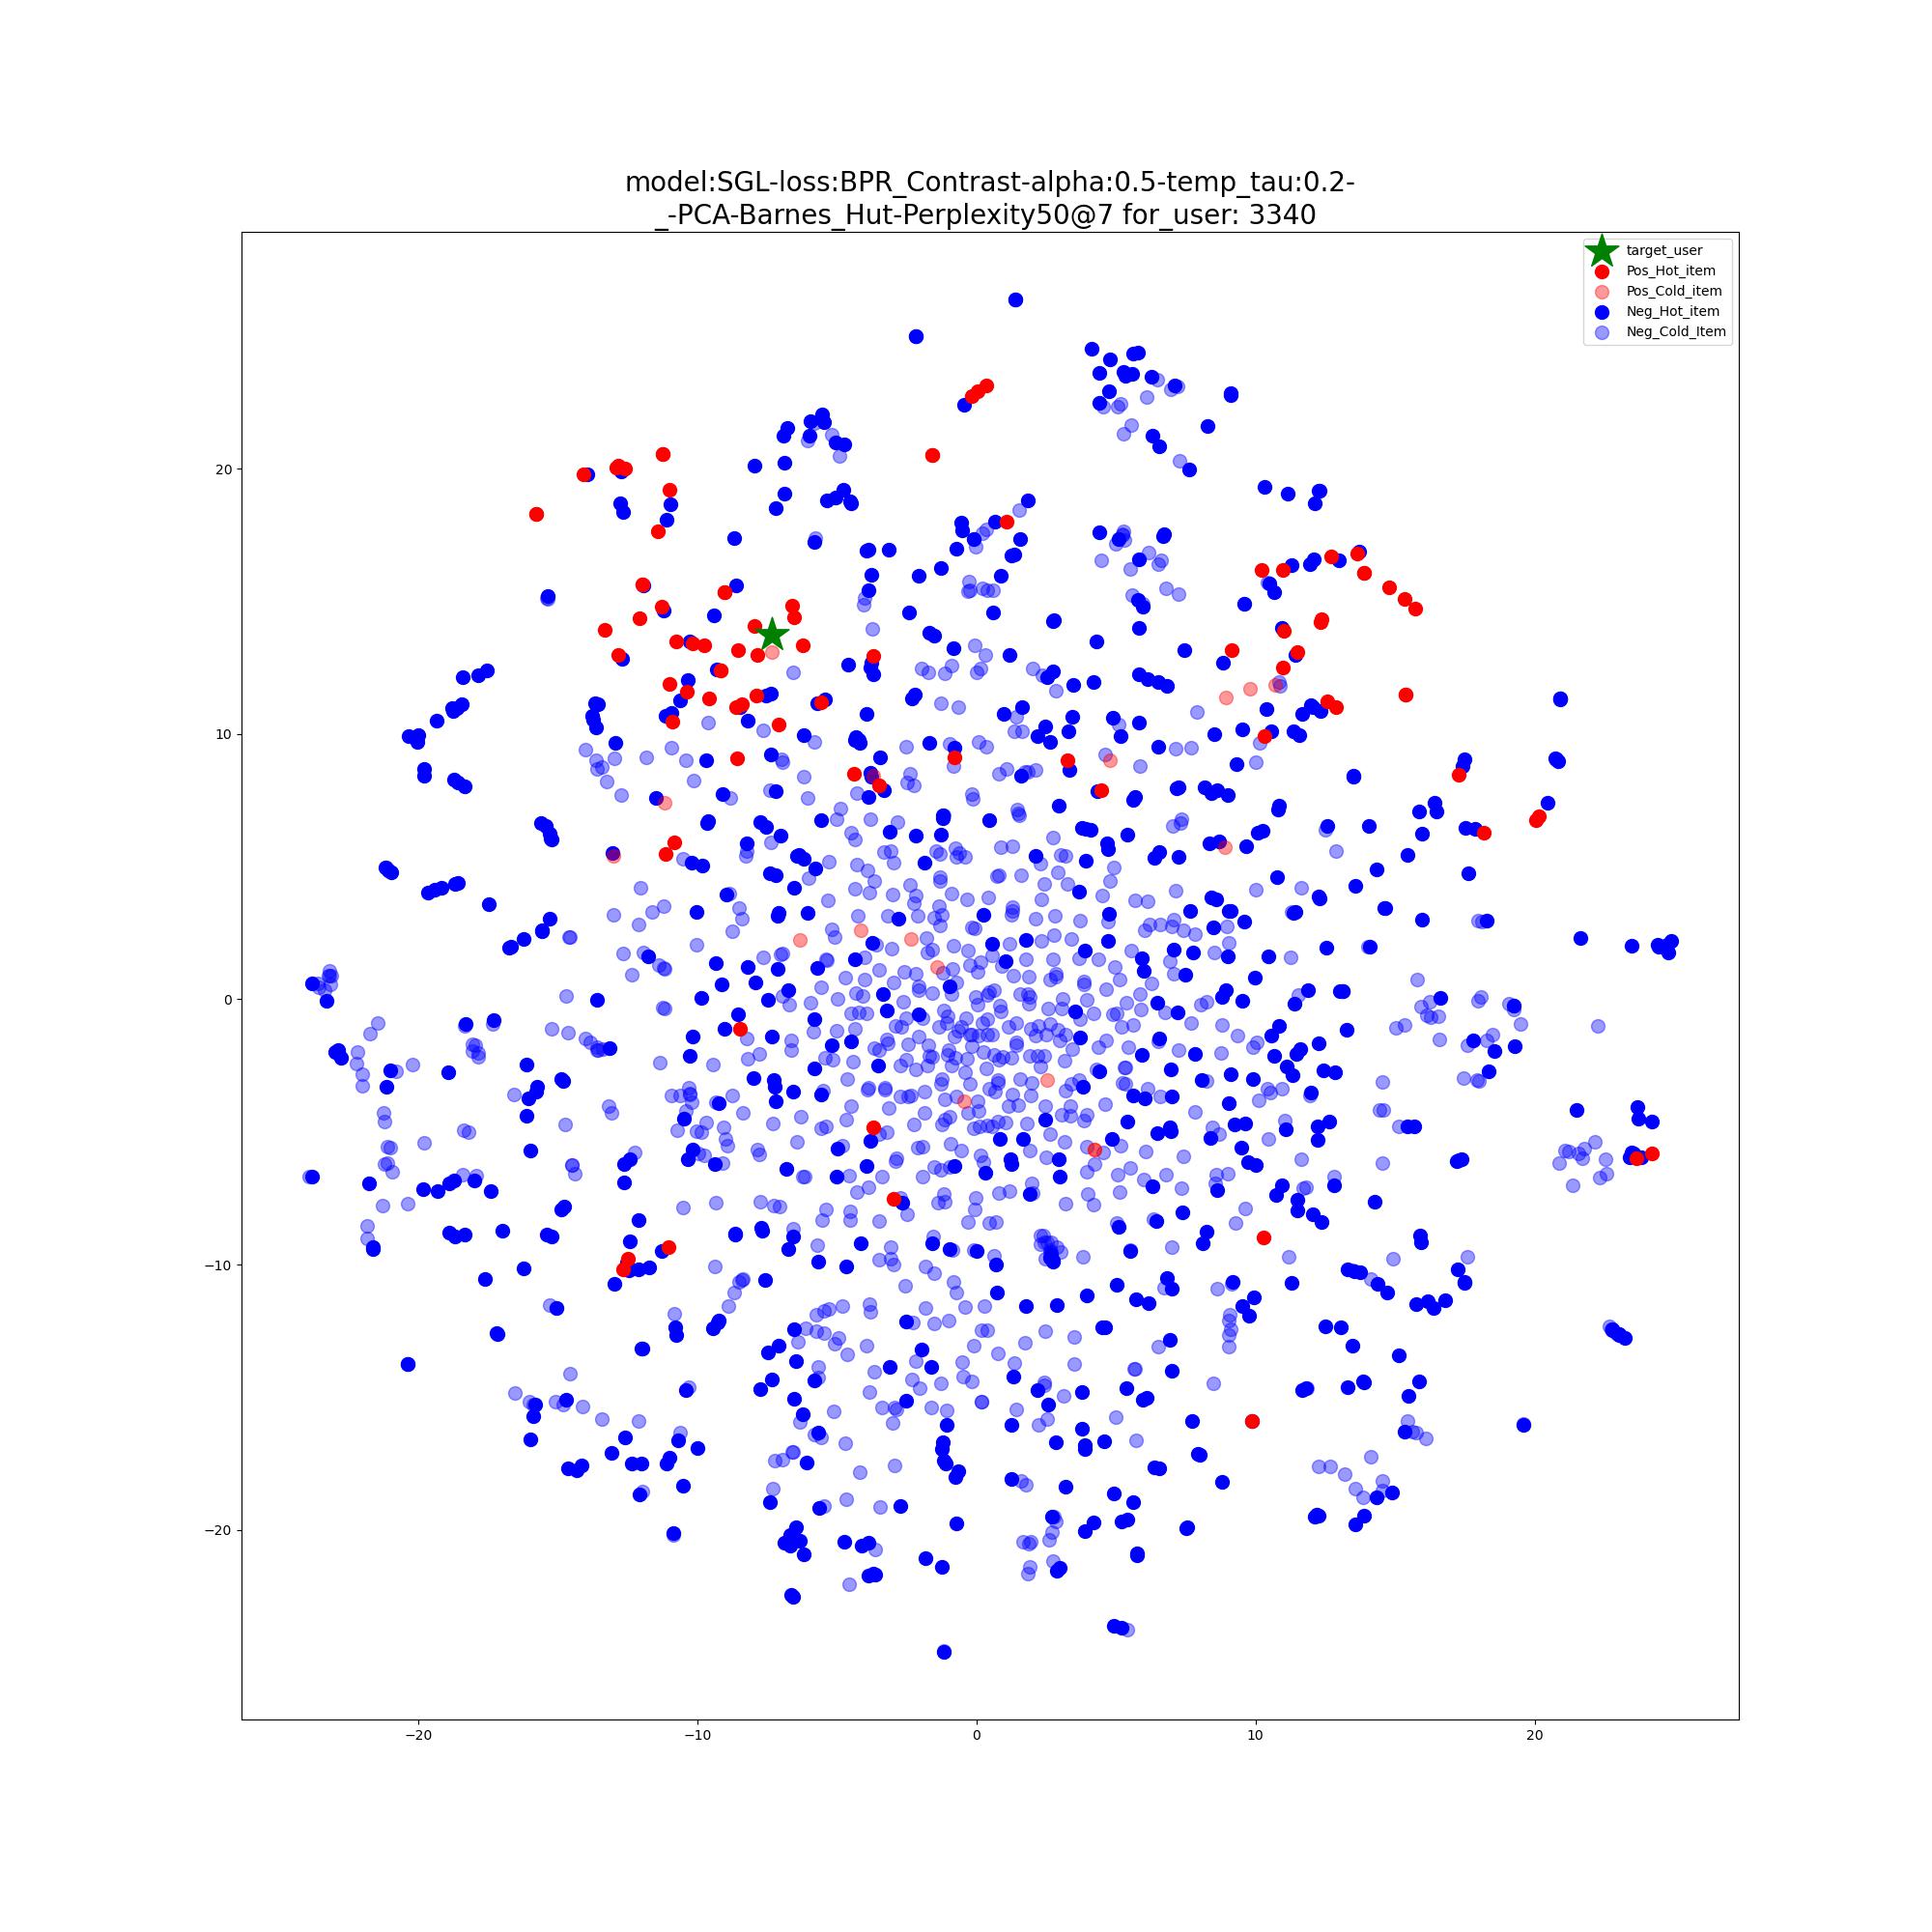 model:SGL-loss:BPR_Contrast-alpha:0.5-temp_tau:0.2-
_-PCA-Barnes_Hut-Perplexity50@7 for_user: 3340
target_user
Pos_Hot_item
Pos_Cold_item
Neg_Hot_item
Neg_Cold_Item
20
10
0
−10
−20
−20 −10 0 10 20